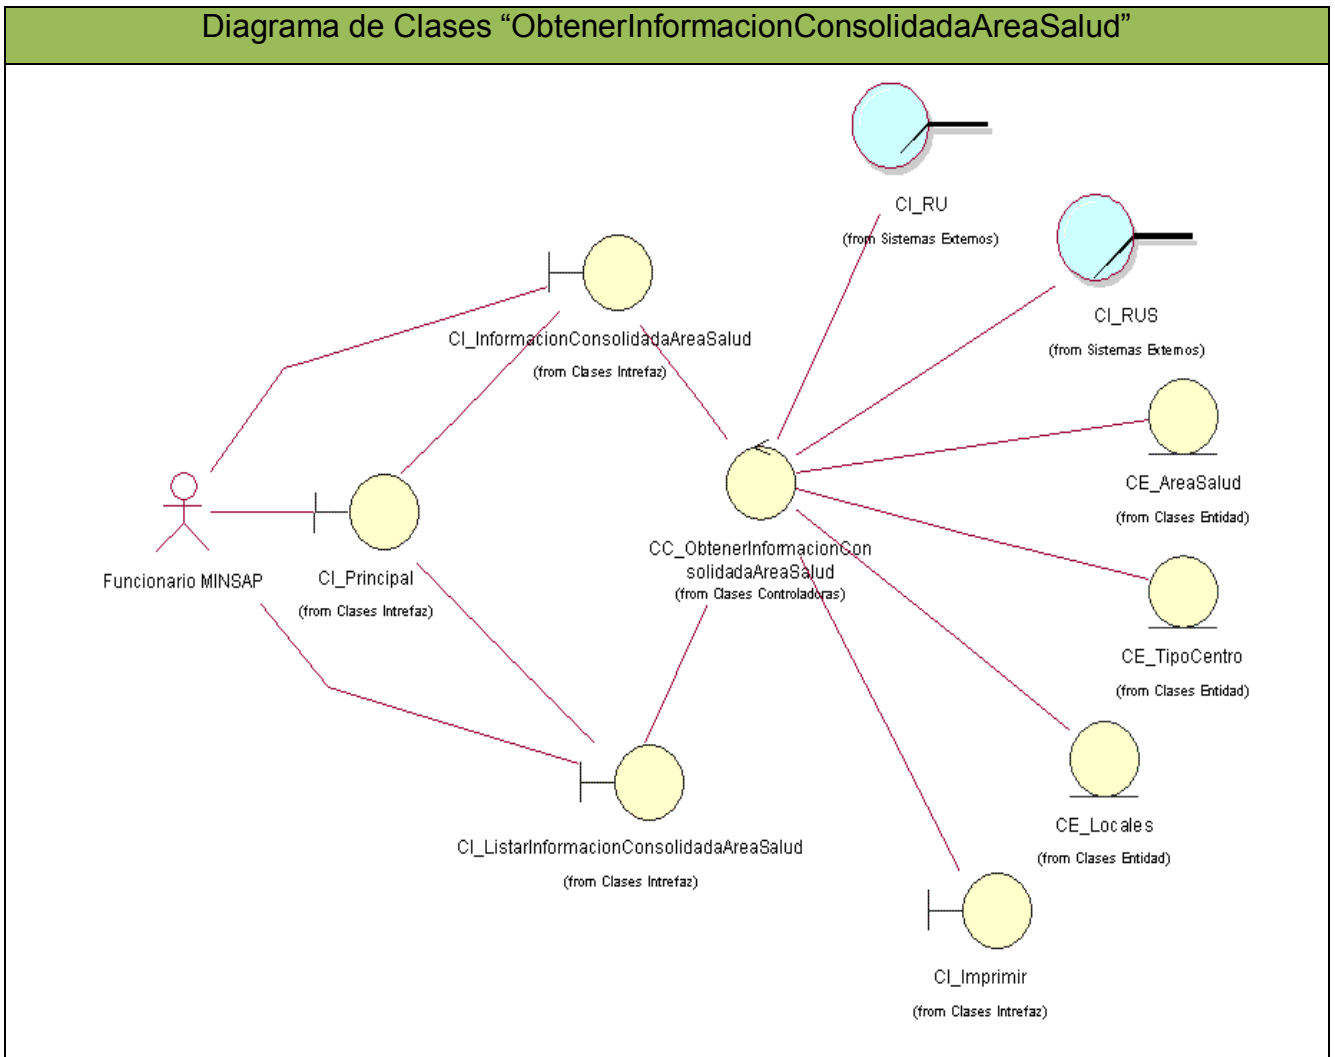 Diagrama de Clases “ObtenerInformacionConsolidadaAreaSalud”
CI_RU
(from Sistemas Externos)
CI_RUS
(from Sistemas Externos)
CI_InformacionConsolidadaAreaSalud
(from Clases Intrefaz)
CE_AreaSalud
(from Clases Entidad)
CC_ObtenerInformacionCon
solidadaAreaSalud
(from Clases Controladoras)
Funcionario MINSAP
CI_Principal
(from Clases Intrefaz)
CE_TipoCentro
(from Clases Entidad)
CE_Locales
(from Clases Entidad)
CI_ListarInformacionConsolidadaAreaSalud
(from Clases Intrefaz)
CI_Imprimir
(from Clases Intrefaz)